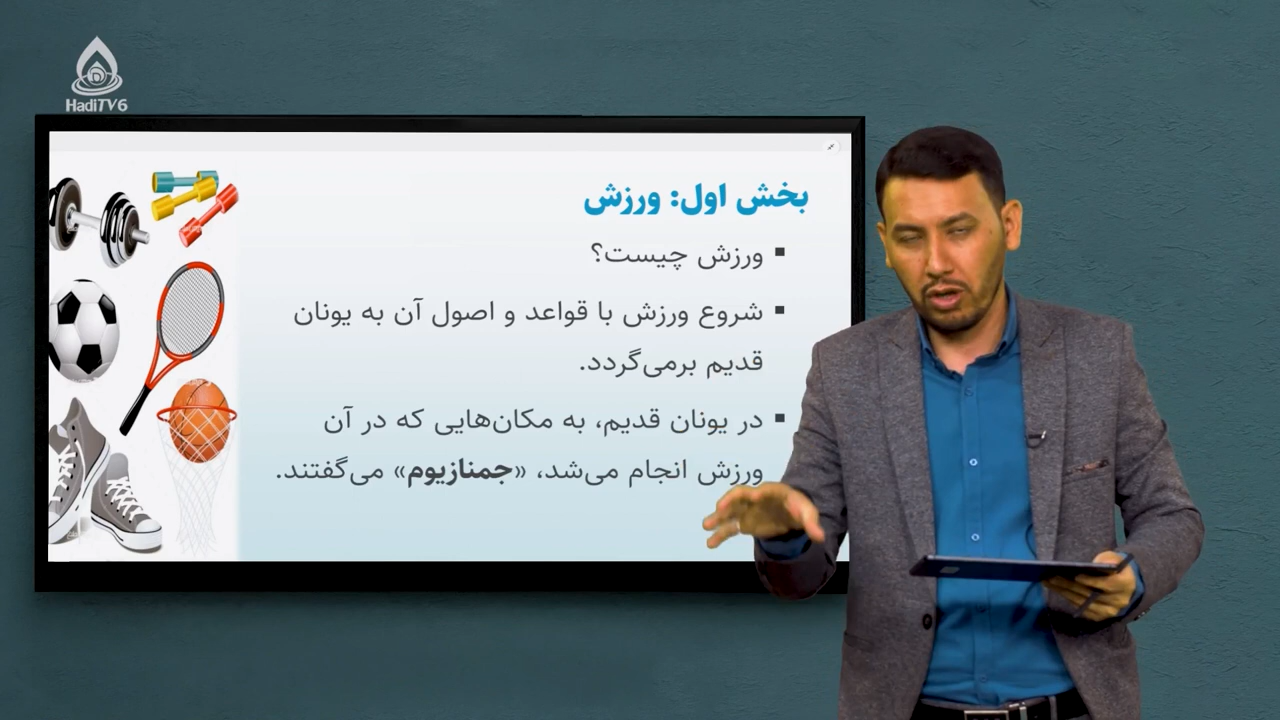 HadiTV6
بخش اول: ورزش
▪ ورزش چیست؟
▪ شروع ورزش با قواعد و اصول آن به یونان
قدیم برمی‌گردد.
▪ در یونان قدیم، به مکان‌هایی که در آن
ورزش انجام می‌شد، «جمنازیوم» می‌گفتند.